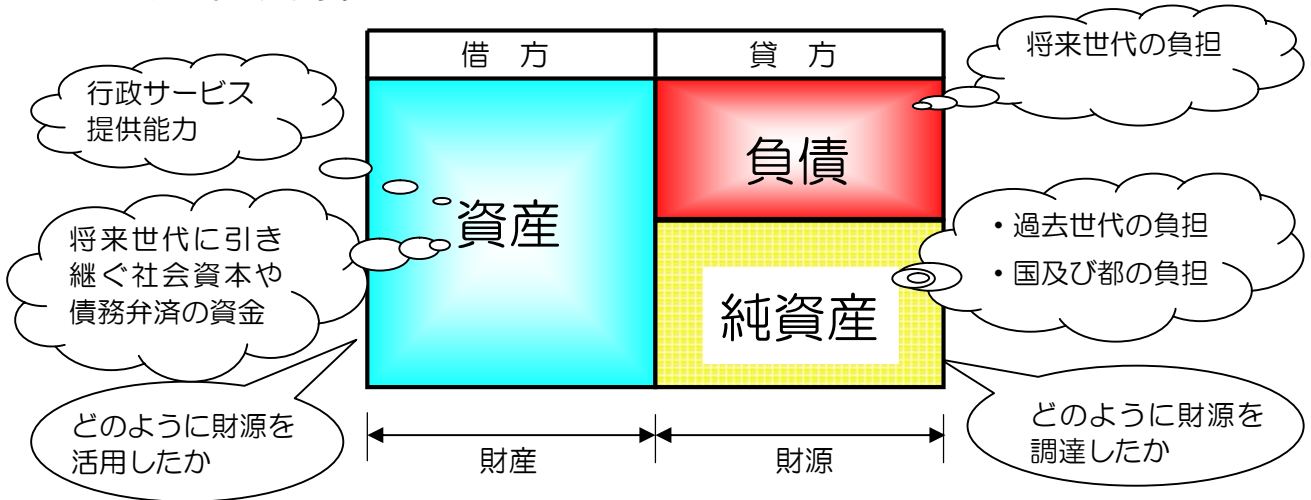 借 方
貸 方
将来世代の負担
行政サービス
提供能力
負債
資産
将来世代に引き
継ぐ社会資本や
債務弁済の資金
・過去世代の負担
・国及び都の負担
純資産
どのように財源を
活用したか
どのように財源を
調達したか
財産
財源